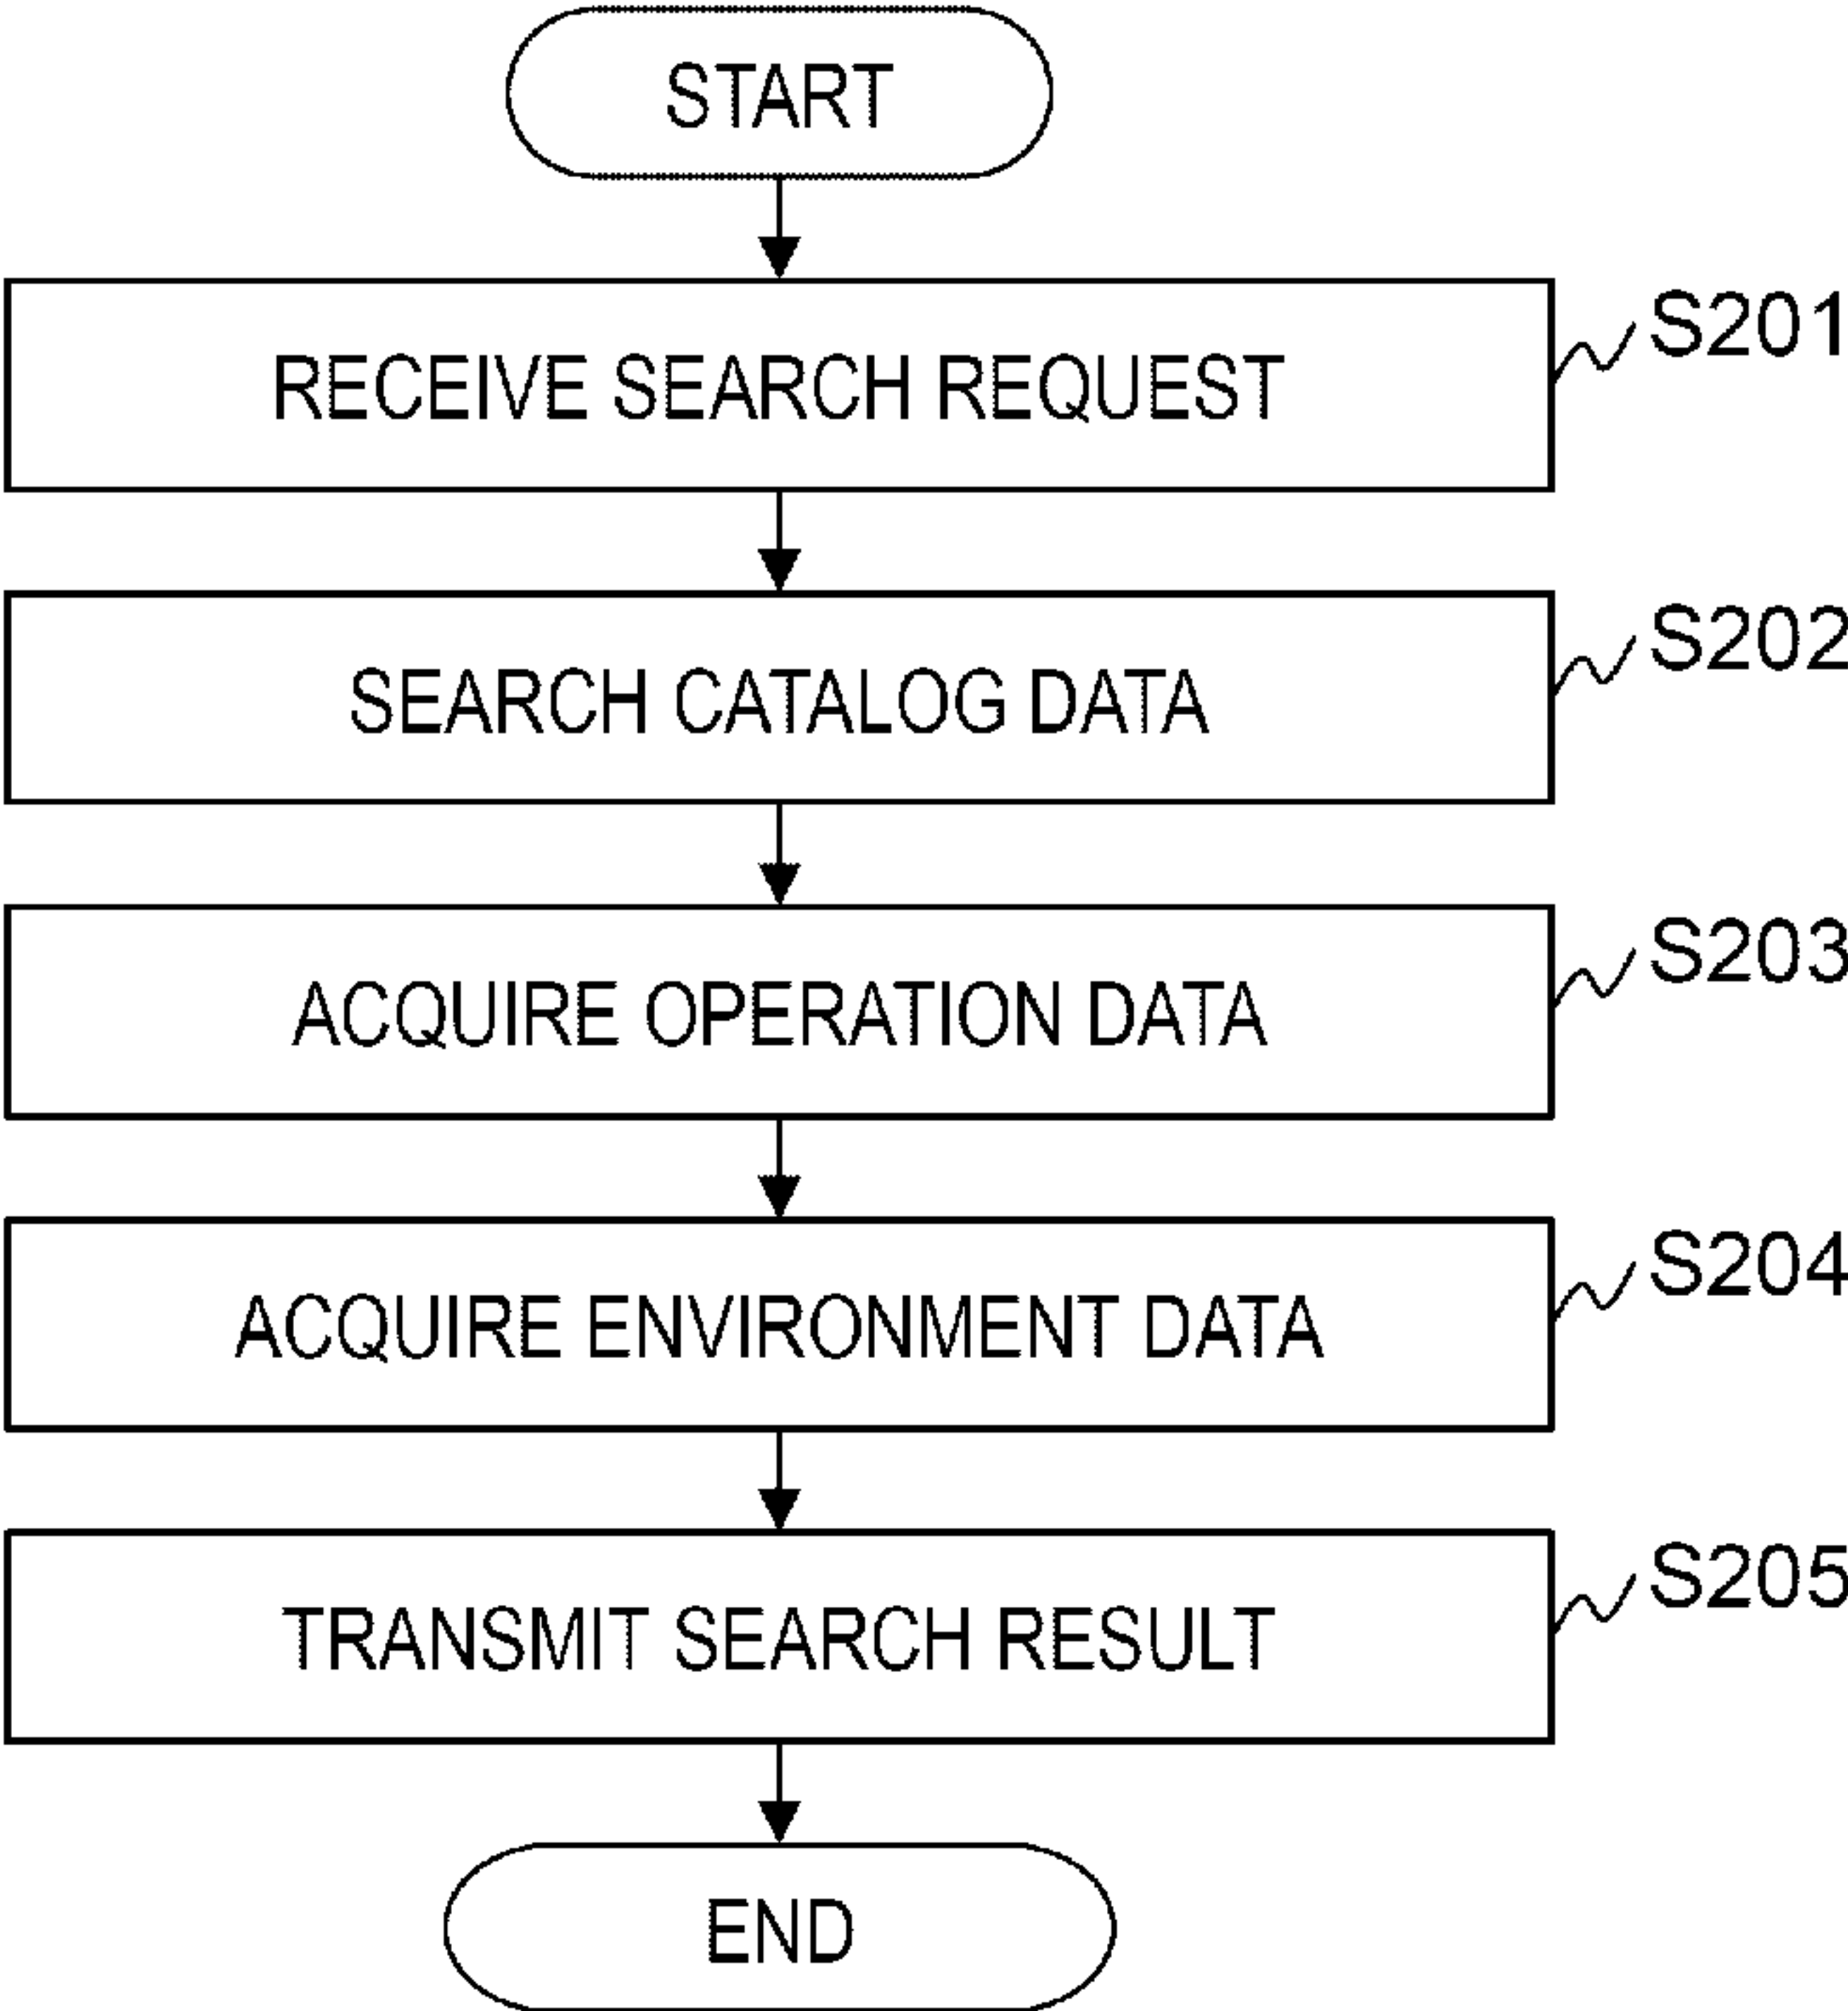 START
RECEIVE SEARCH REQUEST
S201
SEARCH CATALOG DATA
S202
ACQUIRE OPERATION DATA
S203
ACQUIRE ENVIRONMENT DATA
S204
TRANSMIT SEARCH RESULT
S205
END